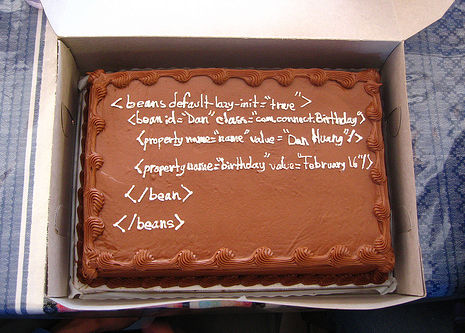 <beans default-lazy-init="true">
<bean id="Dan" class="com.connect.Birthday">
<property name="name" value="Dan Huang"/>
<property name="birthday" value="February 16"/>
</bean>
</beans>